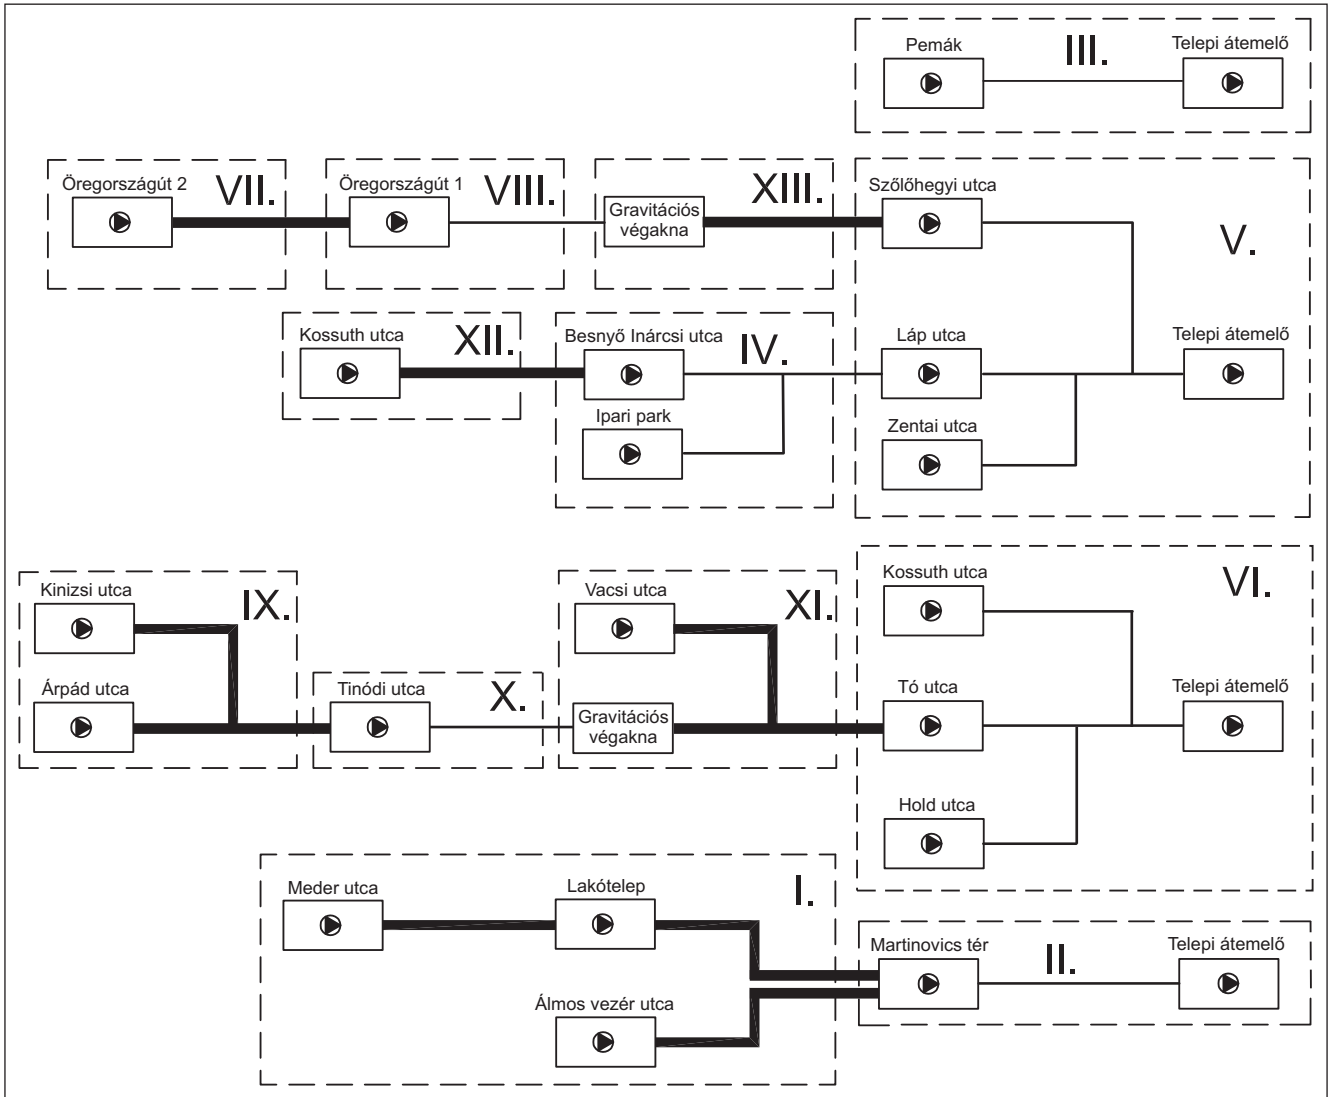 Pemák
III.
Telepi átemelő
Öregországút 2
VII.
Öregországút 1
VIII.
Gravitációs
végakna
XIII.
Szőlőhegyi utca
V.
Kossuth utca
XII.
Besnyő Inárcsi utca
IV.
Láp utca
Telepi átemelő
Ipari park
Zentai utca
Kinizsi utca
IX.
Vacsi utca
XI.
Kossuth utca
VI.
Árpád utca
Tinódi utca
X.
Gravitációs
végakna
Tó utca
Telepi átemelő
Hold utca
Meder utca
Lakótelep
I.
Martinovics tér
II.
Telepi átemelő
Álmos vezér utca